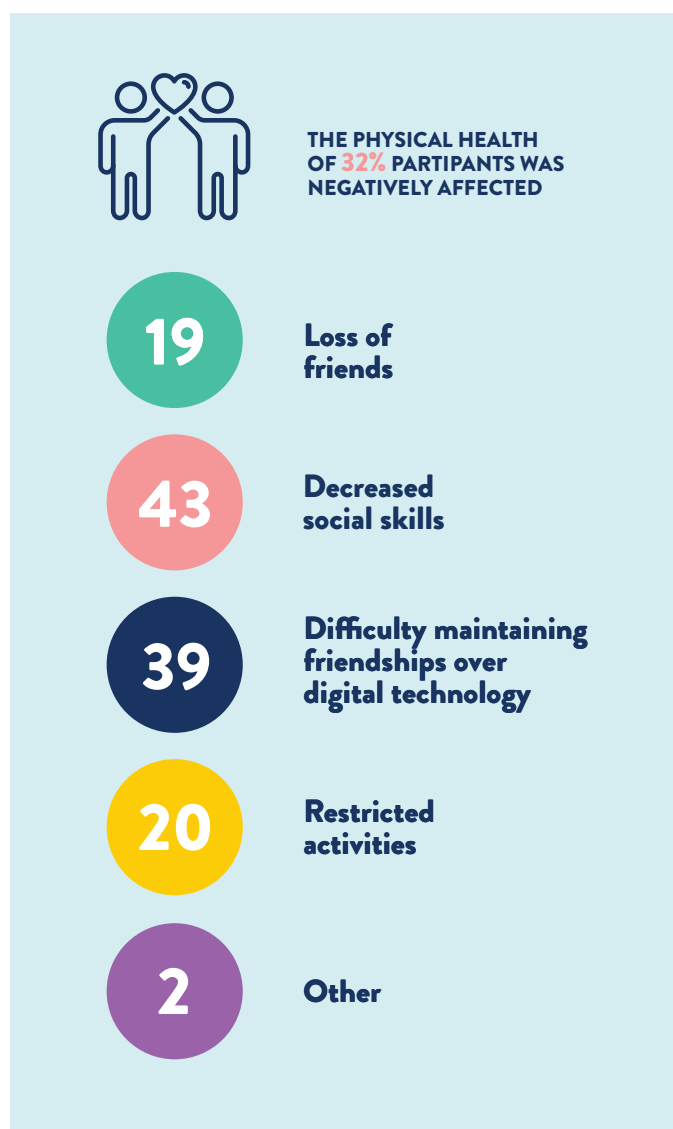 THE PHYSICAL HEALTH
OF 32% PARTIPANTS WAS
NEGATIVELY AFFECTED
19
Loss of
friends
43
Decreased
social skills
39
Difficulty maintaining
friendships over
digital technology
20
Restricted
activities
2
Other